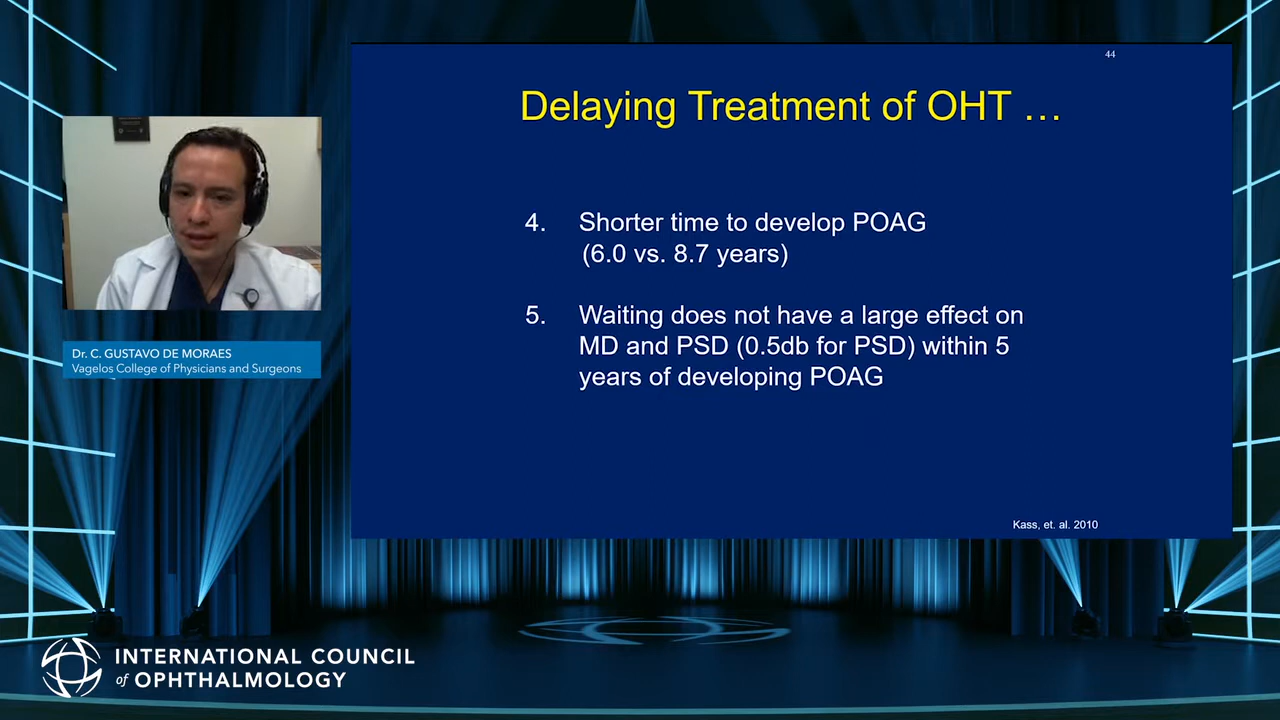 44
Delaying Treatment of OHT …
4. Shorter time to develop POAG
(6.0 vs. 8.7 years)
5. Waiting does not have a large effect on
MD and PSD (0.5db for PSD) within 5
years of developing POAG
Kass, et. al. 2010
Dr. C. GUSTAVO DE MORAES
Vagelos College of Physicians and Surgeons
INTERNATIONAL COUNCIL
of OPHTHALMOLOGY